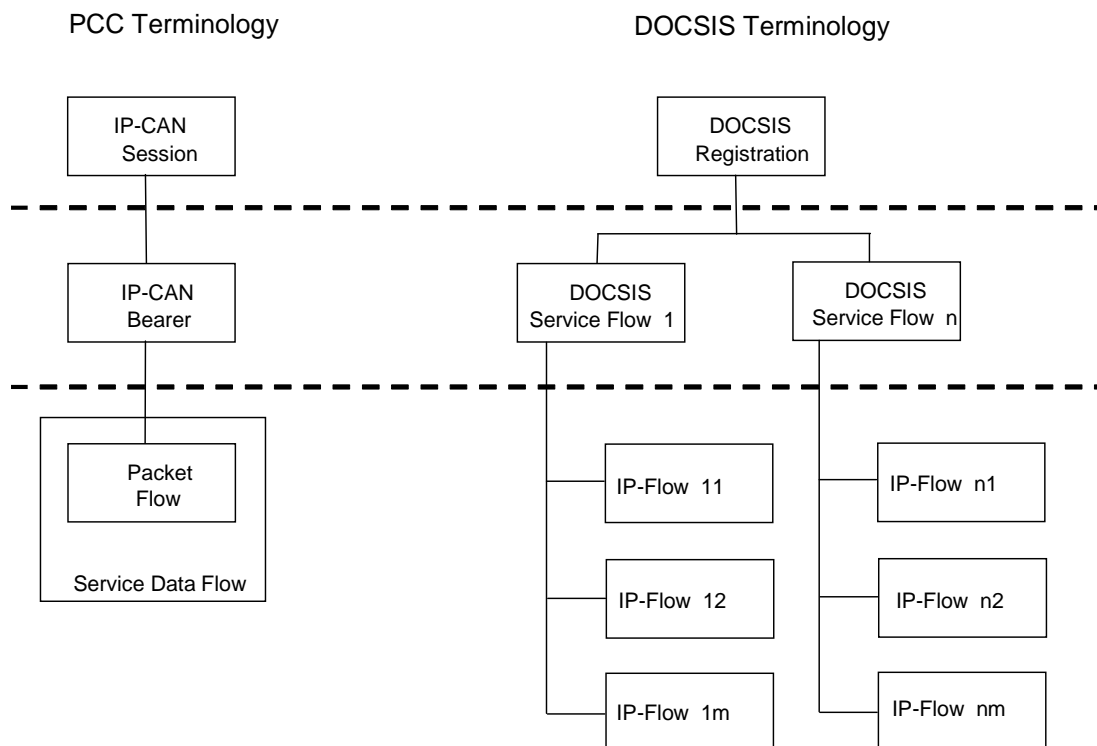 PCC Terminology
DOCSIS Terminology
IP-CAN
Session
DOCSIS
Registration
IP-CAN
Bearer
DOCSIS
Service Flow 1
DOCSIS
Service Flow n
Packet
Flow
Service Data Flow
IP-Flow 11
IP-Flow 12
IP-Flow 1m
IP-Flow n1
IP-Flow n2
IP-Flow nm